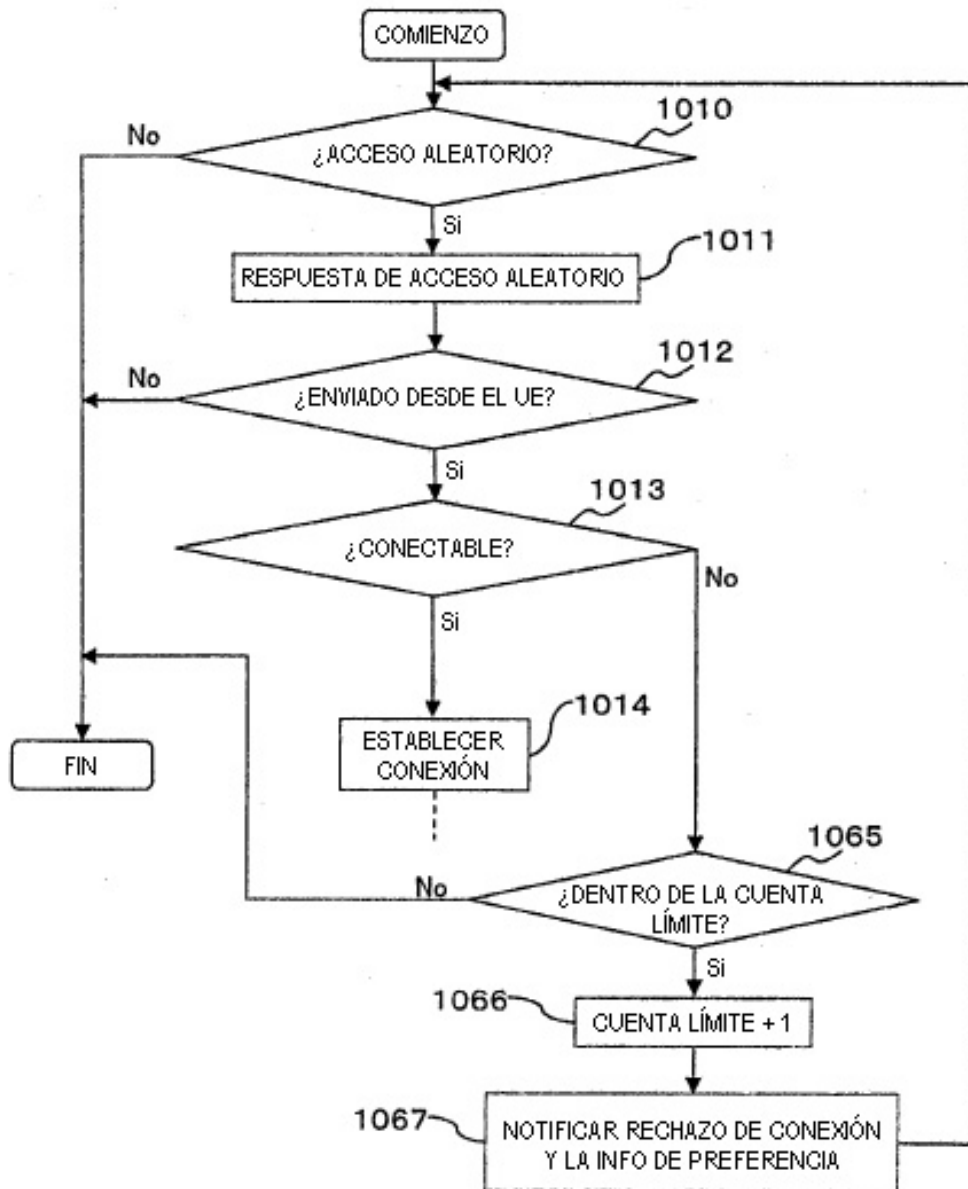 COMIENZO
1010
No
¿ACCESO ALEATORIO?
Si
1011
RESPUESTA DE ACCESO ALEATORIO
1012
No
¿ENVIADO DESDE EL UE?
Si
1013
¿CONECTABLE?
No
Si
1014
ESTABLECER
CONEXIÓN
FIN
1065
No
¿DENTRO DE LA CUENTA
LÍMITE?
Si
1066
CUENTA LÍMITE + 1
1067
NOTIFICAR RECHAZO DE CONEXIÓN
Y LA INFO DE PREFERENCIA